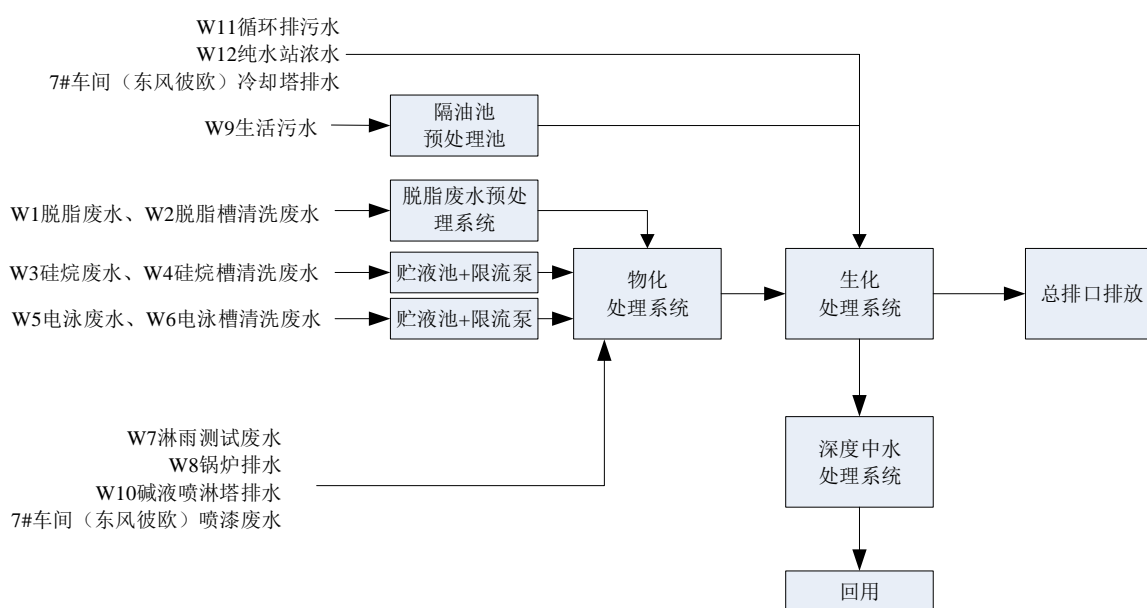 W11循环排污水
W12纯水站浓水
7#车间（东风彼欧）冷却塔排水
W9生活污水
隔油池
预处理池
W1脱脂废水、W2脱脂槽清洗废水
脱脂废水预处
理系统
W3硅烷废水、W4硅烷槽清洗废水
贮液池+限流泵
W5电泳废水、W6电泳槽清洗废水
贮液池+限流泵
物化
处理系统
生化
处理系统
总排口排放
W7淋雨测试废水
W8锅炉排水
W10碱液喷淋塔排水
7#车间（东风彼欧）喷漆废水
深度中水
处理系统
回用